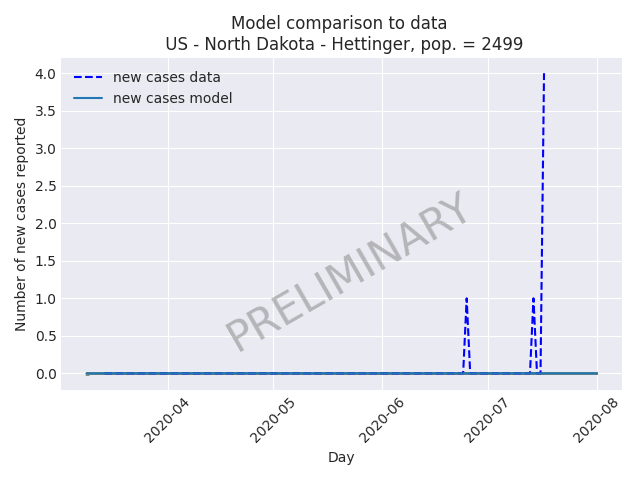 Model comparison to data
US - North Dakota - Hettinger, pop. = 2499
new cases data
new cases model
Number of new cases reported
4.0
3.5
3.0
2.5
2.0
1.5
1.0
0.5
0.0
PRELIMINARY
2020-04
2020-05
2020-06
2020-07
2020-08
Day